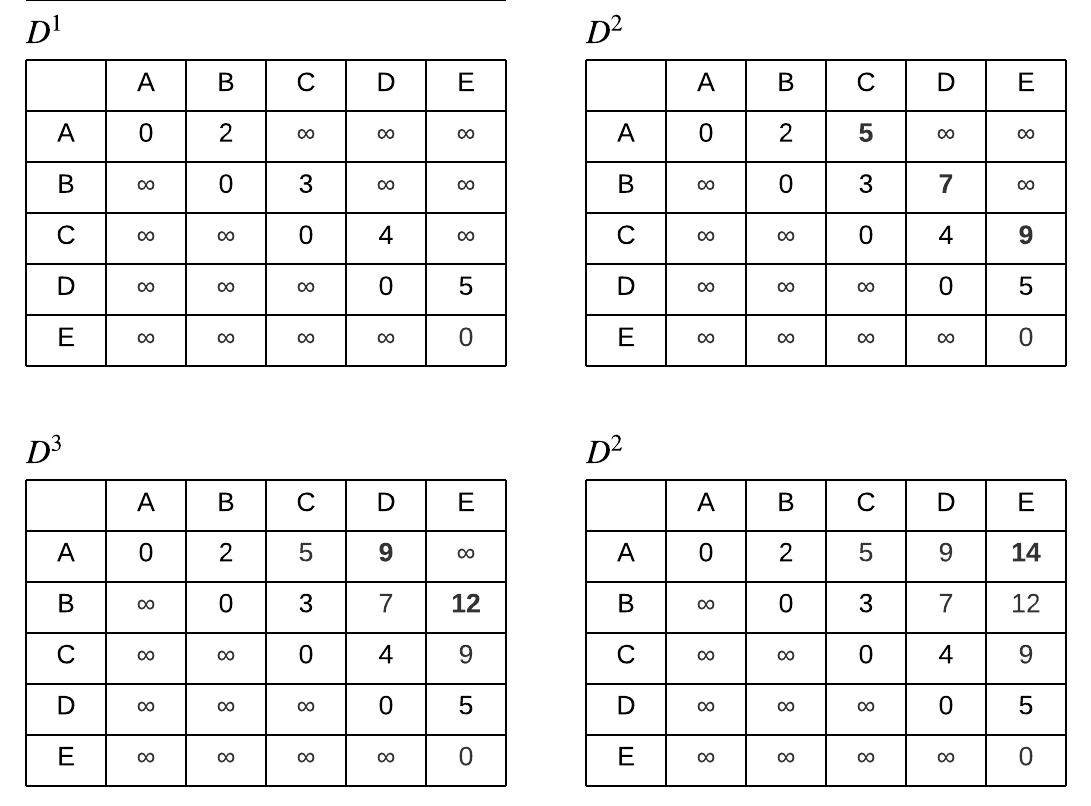 D¹
A B C D E
A 0 2 ∞ ∞ ∞
B ∞ 0 3 ∞ ∞
C ∞ ∞ 0 4 ∞
D ∞ ∞ ∞ 0 5
E ∞ ∞ ∞ ∞ 0
D²
A B C D E
A 0 2 5 ∞ ∞
B ∞ 0 3 7 ∞
C ∞ ∞ 0 4 9
D ∞ ∞ ∞ 0 5
E ∞ ∞ ∞ ∞ 0
D³
A B C D E
A 0 2 5 9 ∞
B ∞ 0 3 7 12
C ∞ ∞ 0 4 9
D ∞ ∞ ∞ 0 5
E ∞ ∞ ∞ ∞ 0
D²
A B C D E
A 0 2 5 9 14
B ∞ 0 3 7 12
C ∞ ∞ 0 4 9
D ∞ ∞ ∞ 0 5
E ∞ ∞ ∞ ∞ 0